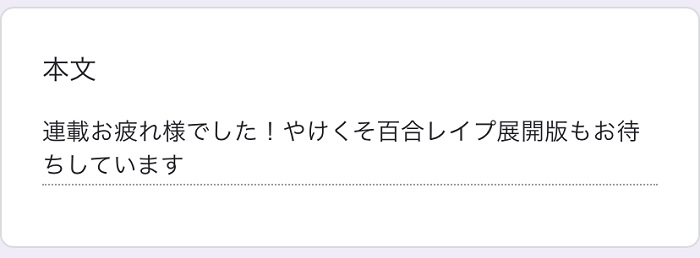 本文
連載お疲れ様でした！やけくそ百合レイプ展開版もお待
ちしています